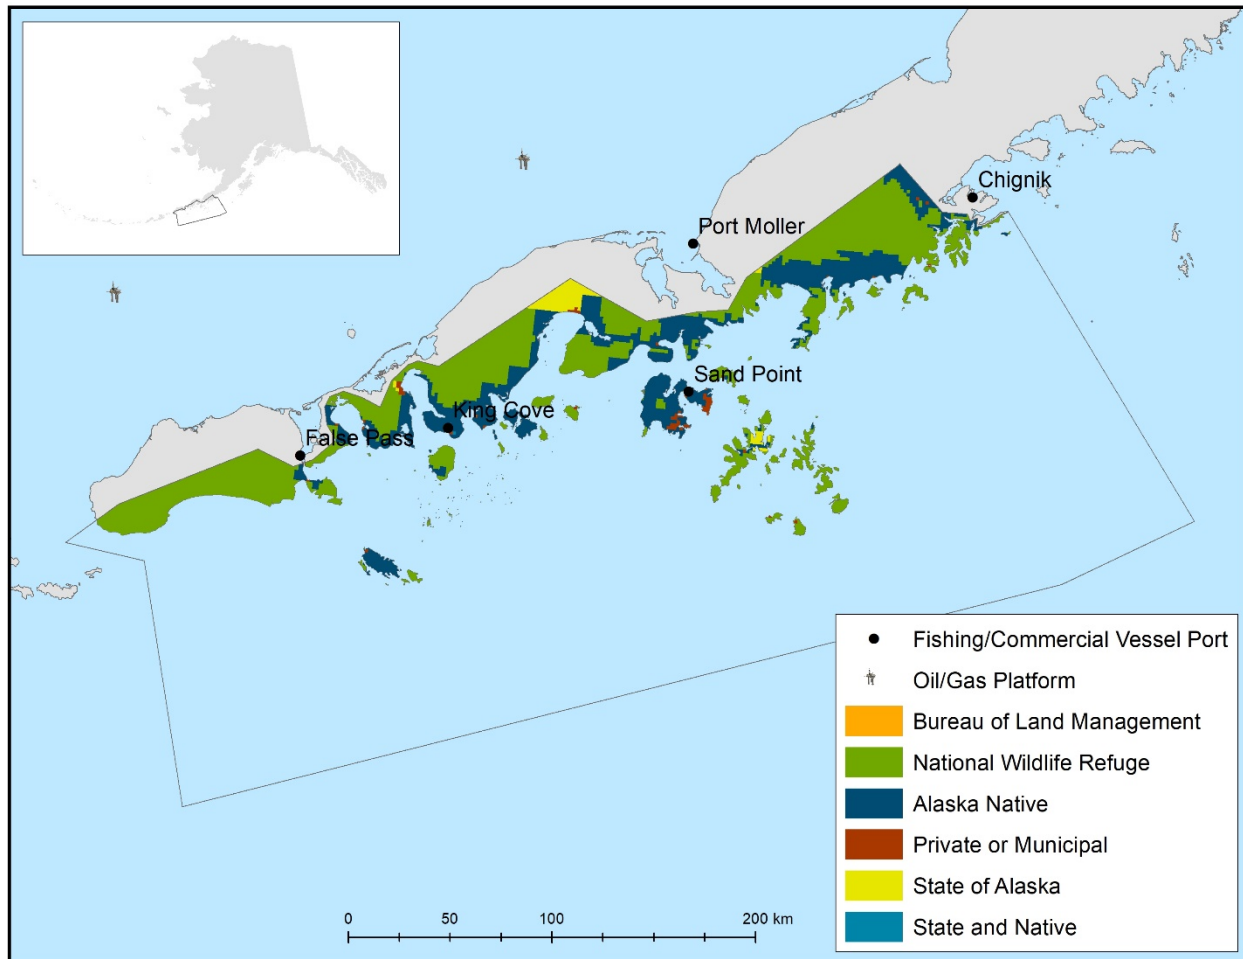 Chignik
Port Moller
Sand Point
King Cove
False Pass
Fishing/Commercial Vessel Port
Oil/Gas Platform
Bureau of Land Management
National Wildlife Refuge
Alaska Native
Private or Municipal
State of Alaska
State and Native
0 50 100 200 km